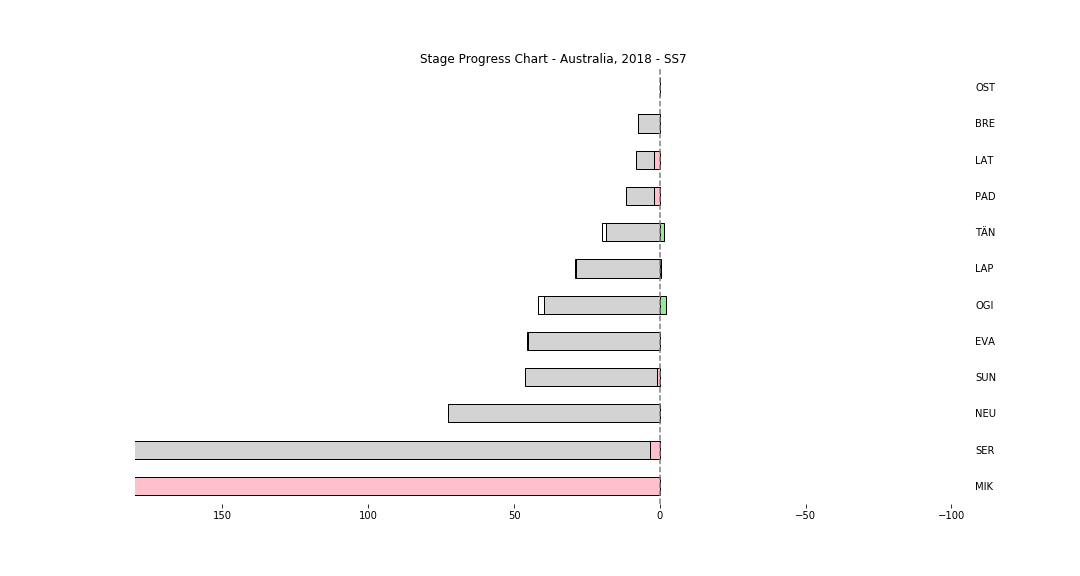 Stage Progress Chart - Australia, 2018 - SS7
OST
BRE
LAT
PAD
TÄN
LAP
OGI
EVA
SUN
NEU
SER
MIK
150 100 50 0 −50 −100